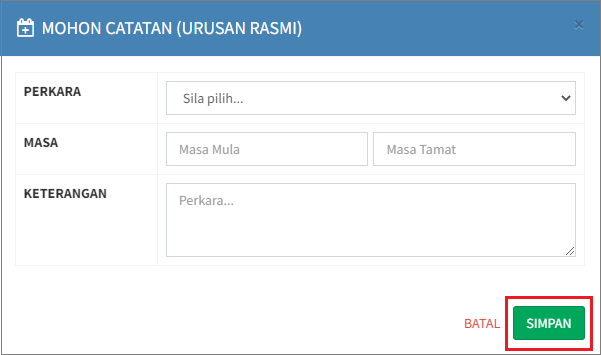 MOHON CATATAN (URUSAN RASMI)
×
PERKARA
Sila pilih...
MASA
Masa Mula
Masa Tamat
KETERANGAN
Perkara...
BATAL
SIMPAN